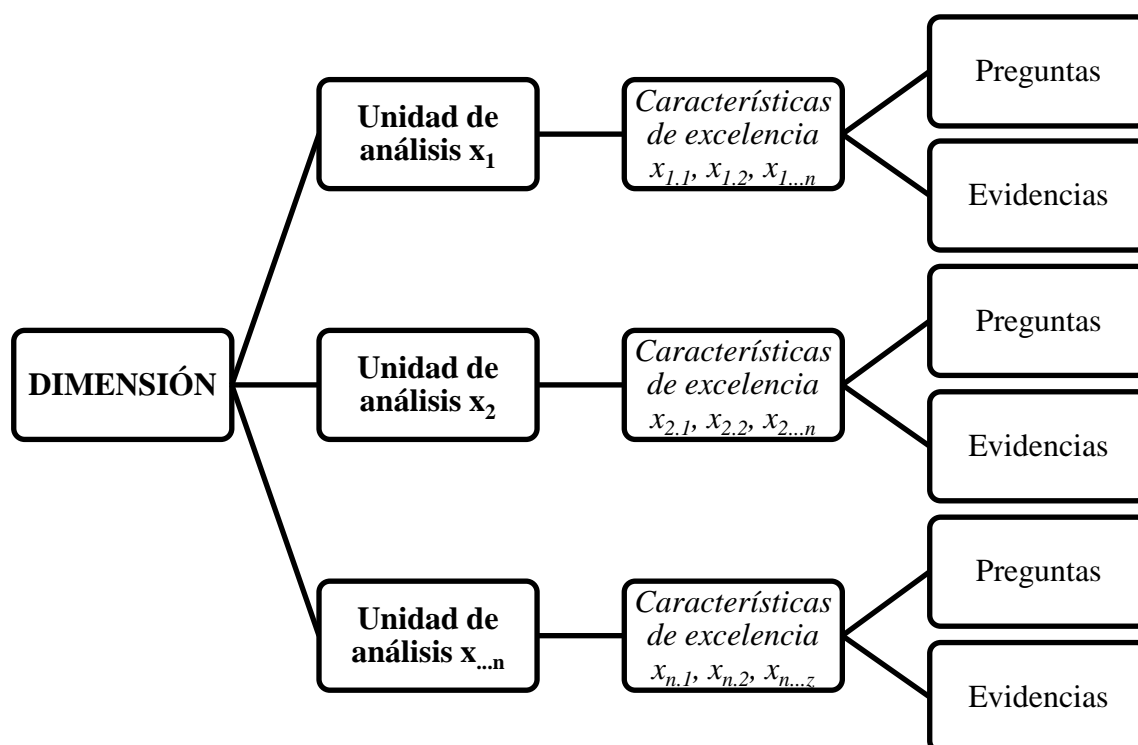 DIMENSIÓN
Unidad de
análisis x₁
Características
de excelencia
x₁.₁, x₁.₂, x₁...ₙ
Preguntas
Evidencias
Unidad de
análisis x₂
Características
de excelencia
x₂.₁, x₂.₂, x₂...ₙ
Preguntas
Evidencias
Unidad de
análisis x...ₙ
Características
de excelencia
xₙ.₁, xₙ.₂, xₙ...z
Preguntas
Evidencias